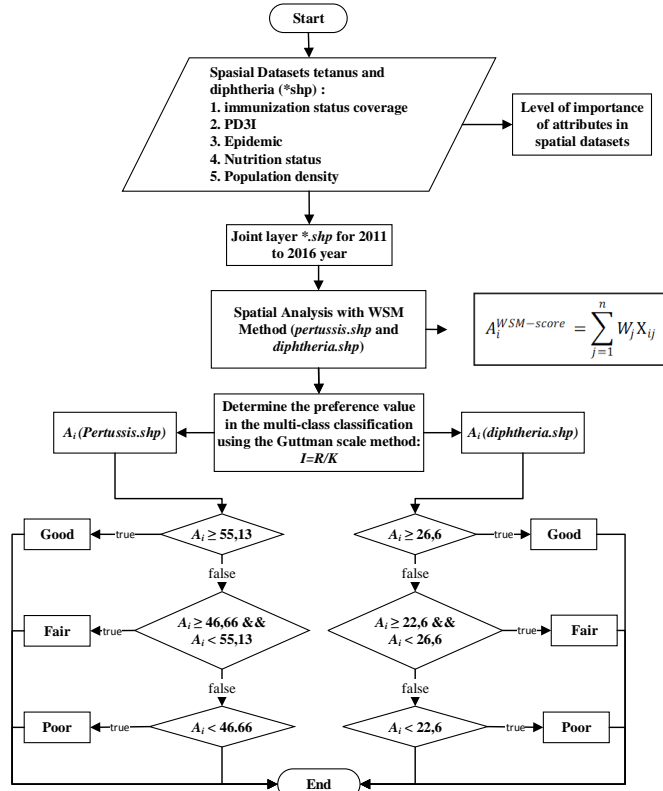 Start
Spasial Datasets tetanus and
diphtheria (*shp) :
1. immunization status coverage
2. PD3I
3. Epidemic
4. Nutrition status
5. Population density
Level of importance
of attributes in
spatial datasets
Joint layer *.shp for 2011
to 2016 year
Spatial Analysis with WSM
Method (pertussis.shp and
diphtheria.shp)
A_i^{WSM-score} = \sum_{j=1}^{n} W_j X_{ij}
Determine the preference value
in the multi-class classification
using the Guttman scale method:
I=R/K
A_i (Pertussis.shp)
A_i (diphtheria.shp)
Good
true
A_i ≥ 55,13
A_i ≥ 26,6
true
Good
false
false
Fair
true
A_i ≥ 46,66 &&
A_i < 55,13
A_i ≥ 22,6 &&
A_i < 26,6
true
Fair
false
false
Poor
true
A_i < 46.66
A_i < 22,6
true
Poor
End